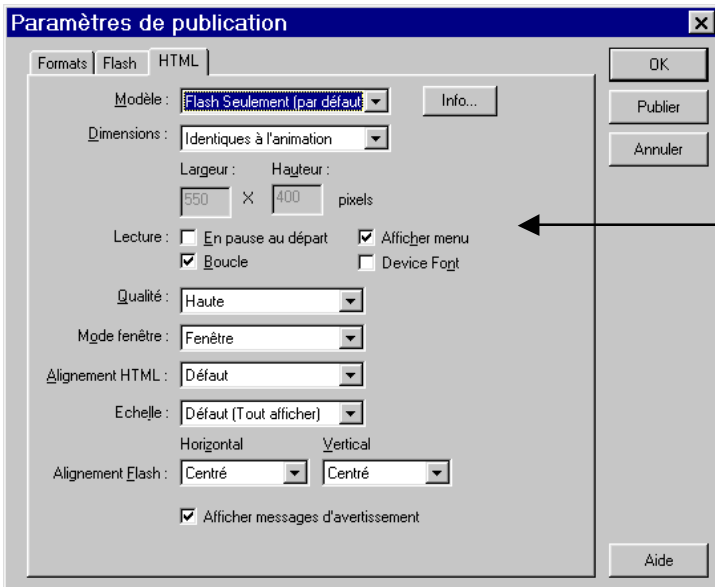 Paramètres de publication
Formats Flash HTML
OK
Modèle : Flash Seulement (par défaut Info...
Publier
Dimensions : Identiques à l'animation
Annuler
Largeur : Hauteur :
550 X 400 pixels
Lecture : En pause au départ Afficher menu
Boucle Device Font
Qualité : Haute
Mode fenêtre : Fenêtre
Alignement HTML : Défaut
Echelle : Défaut (Tout afficher)
Horizontal Vertical
Alignement Flash : Centré Centré
Afficher messages d'avertissement
Aide